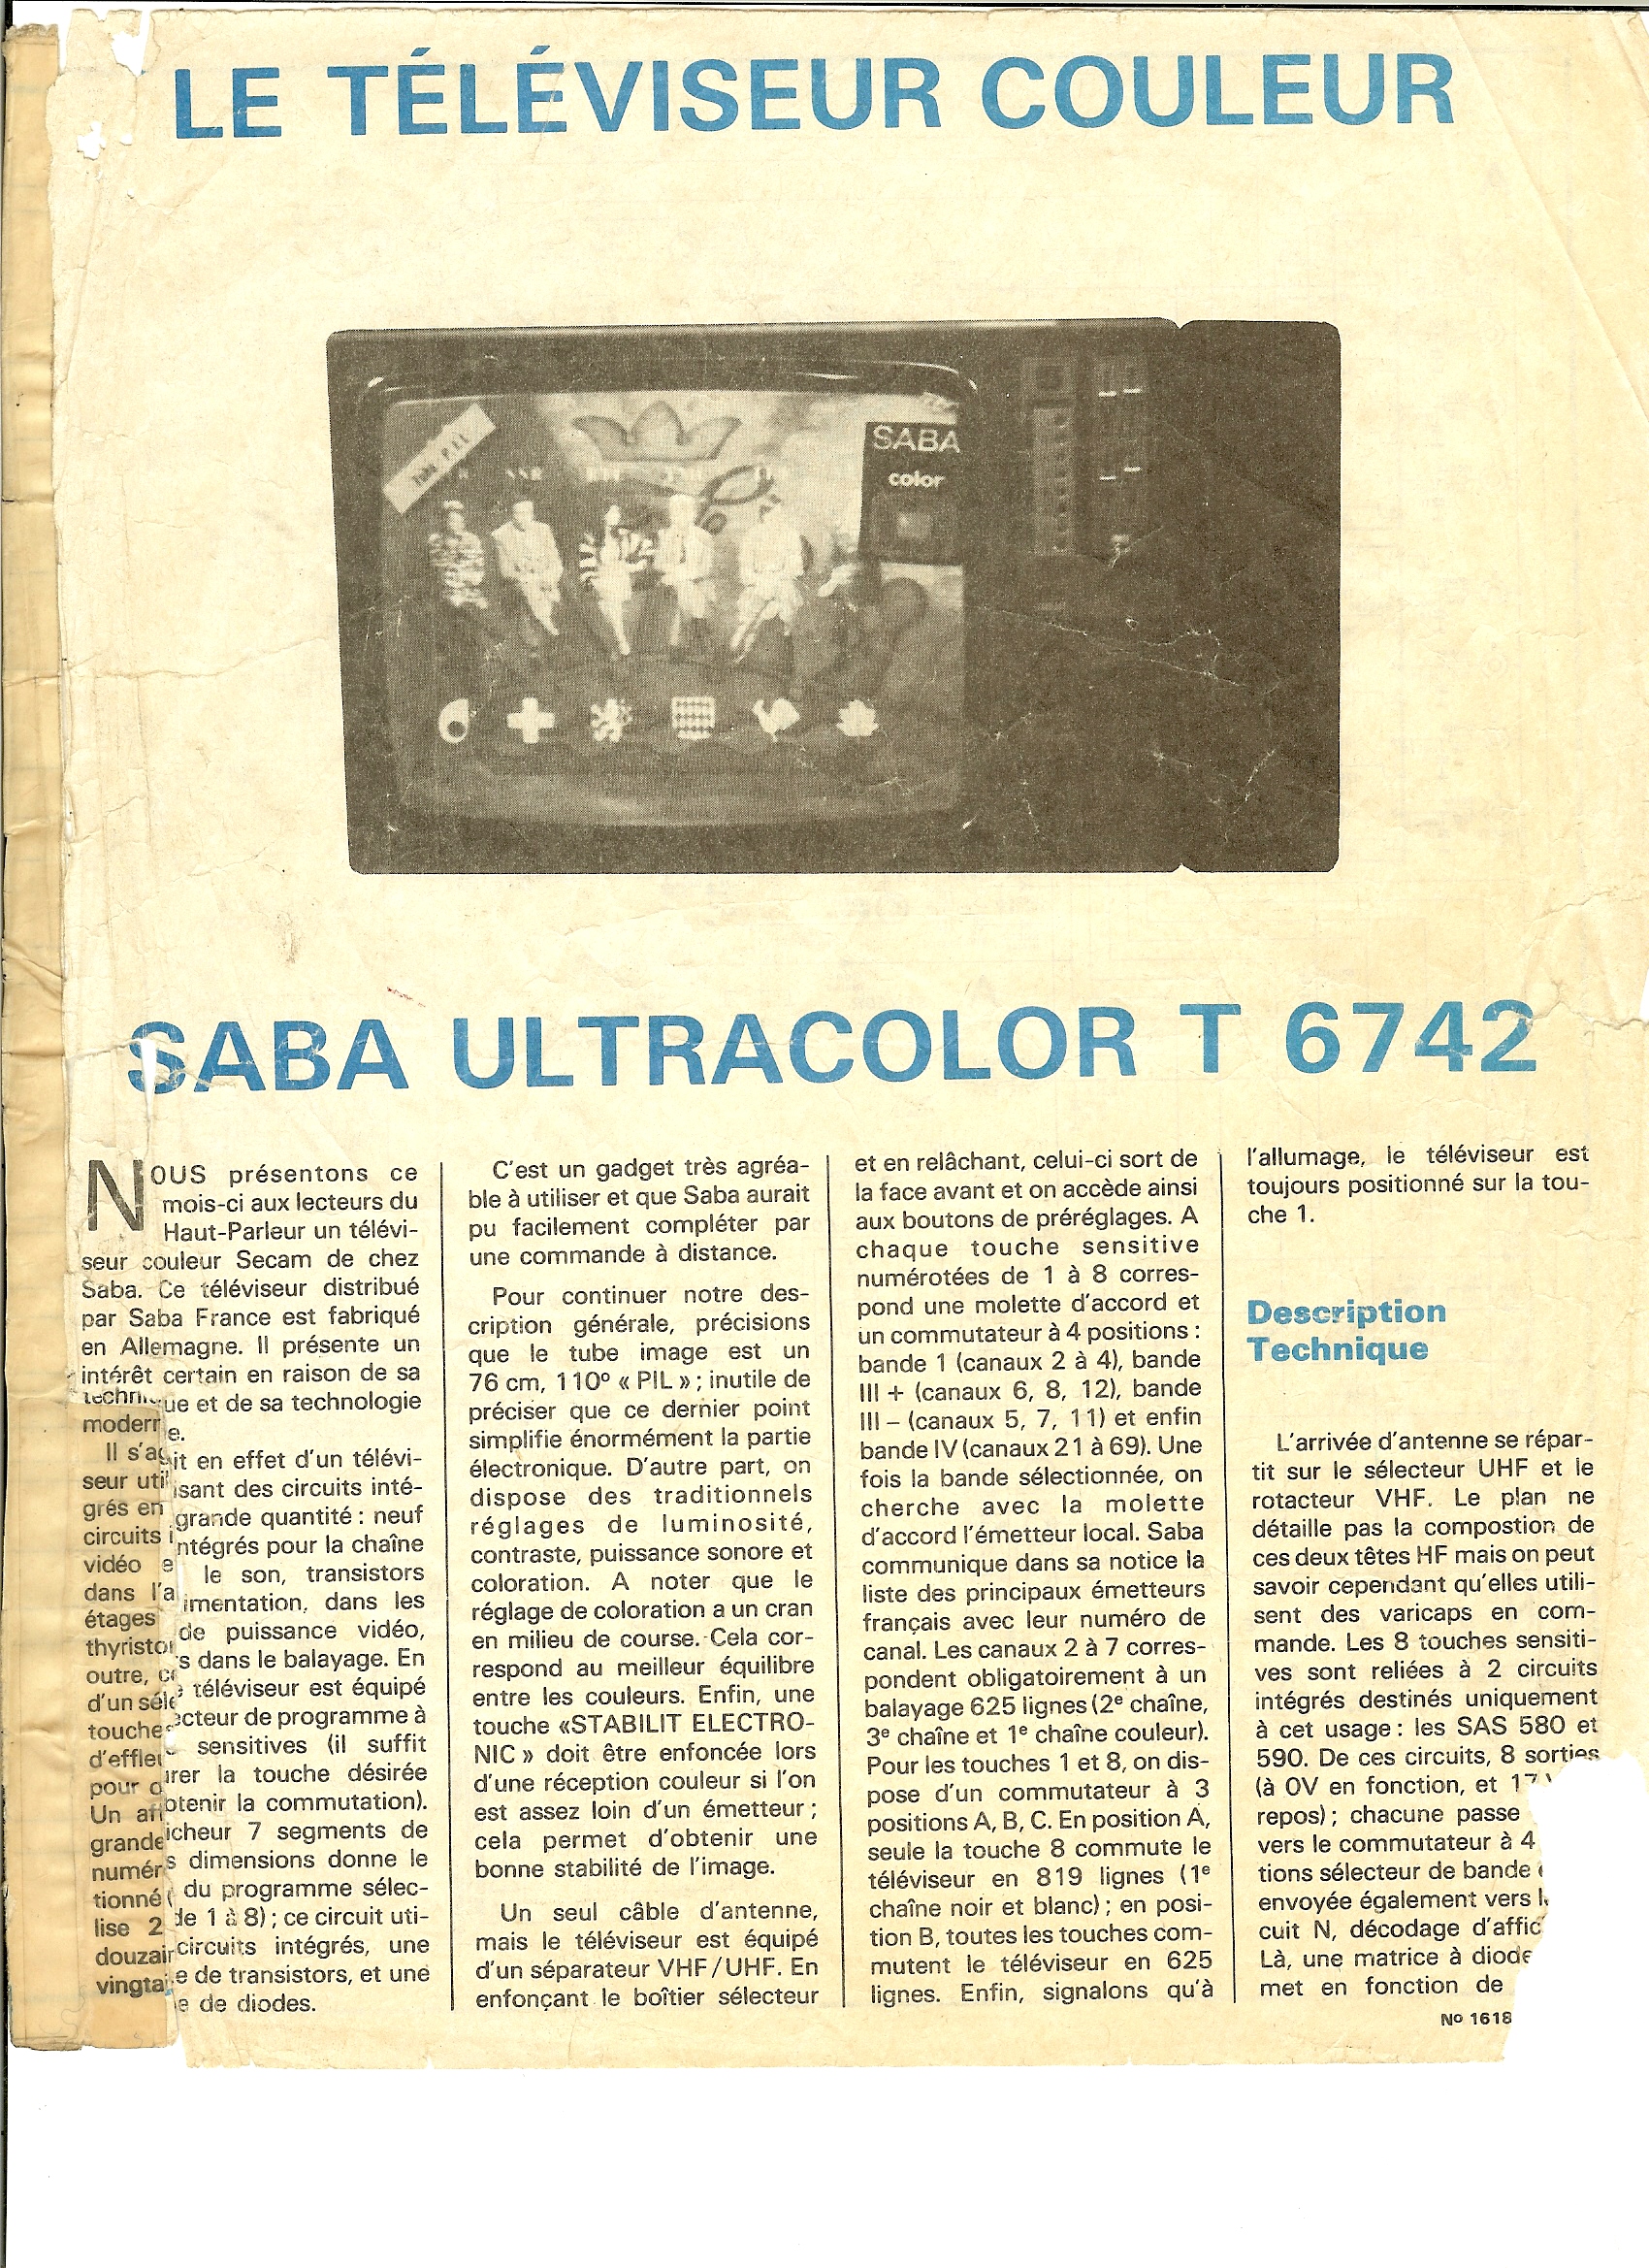 LE TÉLÉVISEUR COULEUR
SABA
color
SABA ULTRACOLOR T 6742
NOUS présentons ce
mois-ci aux lecteurs du
Haut-Parleur un télévi-
seur couleur Secam de chez
Saba. Ce téléviseur distribué
par Saba France est fabriqué
en Allemagne. Il présente un
intérêt certain en raison de sa
technique et de sa technologie
moderne.
Il s'agit en effet d'un télévi-
seur utilisant des circuits inté-
grés en grande quantité : neuf
circuits intégrés pour la chaîne
vidéo et le son, transistors
dans l'alimentation, dans les
étages de puissance vidéo,
thyristors dans le balayage. En
outre, ce téléviseur est équipé
d'un sélecteur de programme à
touches sensitives (il suffit
d'effleurer la touche désirée
pour obtenir la commutation).
Un afficheur 7 segments de
grandes dimensions donne le
numéro du programme sélec-
tionné (de 1 à 8) ; ce circuit uti-
lise 2 circuits intégrés, une
douzaine de transistors, et une
vingtaine de diodes.
C'est un gadget très agréa-
ble à utiliser et que Saba aurait
pu facilement compléter par
une commande à distance.
Pour continuer notre des-
cription générale, précisions
que le tube image est un
76 cm, 110° « PIL » ; inutile de
préciser que ce dernier point
simplifie énormément la partie
électronique. D'autre part, on
dispose des traditionnels
réglages de luminosité,
contraste, puissance sonore et
coloration. A noter que le
réglage de coloration a un cran
en milieu de course. Cela cor-
respond au meilleur équilibre
entre les couleurs. Enfin, une
touche «STABILIT ELECTRO-
NIC » doit être enfoncée lors
d'une réception couleur si l'on
est assez loin d'un émetteur ;
cela permet d'obtenir une
bonne stabilité de l'image.
Un seul câble d'antenne,
mais le téléviseur est équipé
d'un séparateur VHF/UHF. En
enfonçant le boîtier sélecteur
et en relâchant, celui-ci sort de
la face avant et on accède ainsi
aux boutons de préréglages. A
chaque touche sensitive
numérotées de 1 à 8 corres-
pond une molette d'accord et
un commutateur à 4 positions :
bande 1 (canaux 2 à 4), bande
III + (canaux 6, 8, 12), bande
III – (canaux 5, 7, 11) et enfin
bande IV (canaux 21 à 69). Une
fois la bande sélectionnée, on
cherche avec la molette
d'accord l'émetteur local. Saba
communique dans sa notice la
liste des principaux émetteurs
français avec leur numéro de
canal. Les canaux 2 à 7 corres-
pondent obligatoirement à un
balayage 625 lignes (2e chaîne,
3e chaîne et 1e chaîne couleur).
Pour les touches 1 et 8, on dis-
pose d'un commutateur à 3
positions A, B, C. En position A,
seule la touche 8 commute le
téléviseur en 819 lignes (1e
chaîne noir et blanc) ; en posi-
tion B, toutes les touches com-
mutent le téléviseur en 625
lignes. Enfin, signalons qu'à
l'allumage, le téléviseur est
toujours positionné sur la tou-
che 1.
Description
Technique
L'arrivée d'antenne se répar-
tit sur le sélecteur UHF et le
rotacteur VHF. Le plan ne
détaille pas la compostion de
ces deux têtes HF mais on peut
savoir cependant qu'elles utili-
sent des varicaps en com-
mande. Les 8 touches sensiti-
ves sont reliées à 2 circuits
intégrés destinés uniquement
à cet usage : les SAS 580 et
590. De ces circuits, 8 sorties
(à 0V en fonction, et 17
repos) ; chacune passe
vers le commutateur à 4
tions sélecteur de bande
envoyée également vers
cuit N, décodage d'affic
Là, une matrice à diode
met en fonction de
No 1618